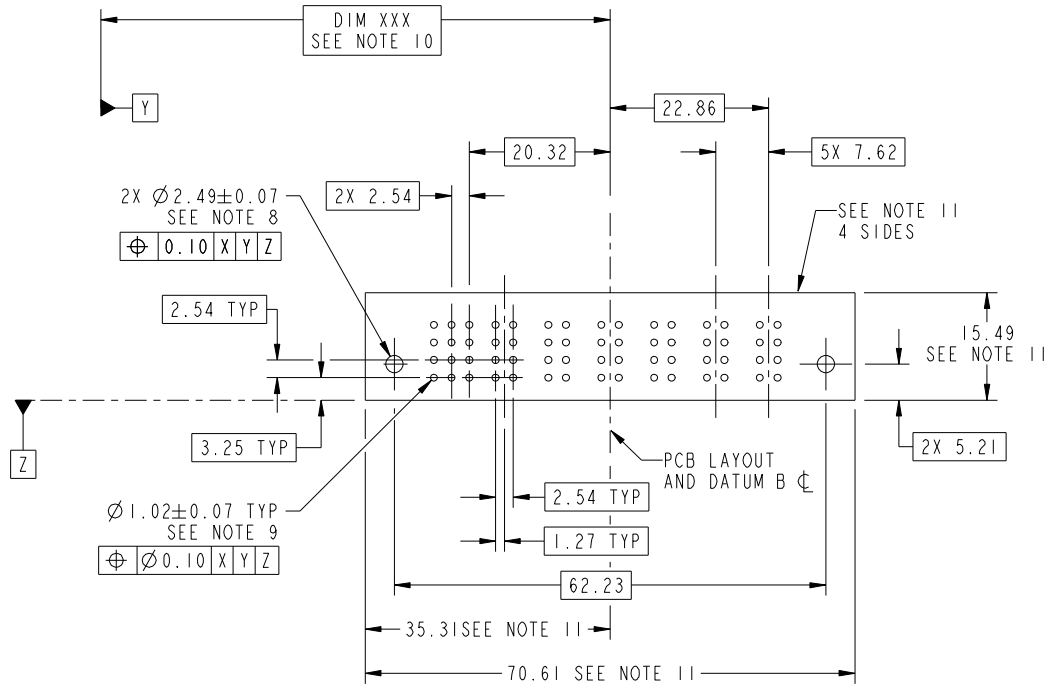 DIM XXX
SEE NOTE 10
Y
22.86
20.32
5X 7.62
2X Ø2.49±0.07
SEE NOTE 8
⌖ 0.10 X Y Z
2X 2.54
SEE NOTE 11
4 SIDES
2.54 TYP
15.49
SEE NOTE 11
Z
3.25 TYP
2X 5.21
PCB LAYOUT
AND DATUM B ℄
Ø1.02±0.07 TYP
SEE NOTE 9
⌖ Ø0.10 X Y Z
2.54 TYP
1.27 TYP
62.23
35.31 SEE NOTE 11
70.61 SEE NOTE 11